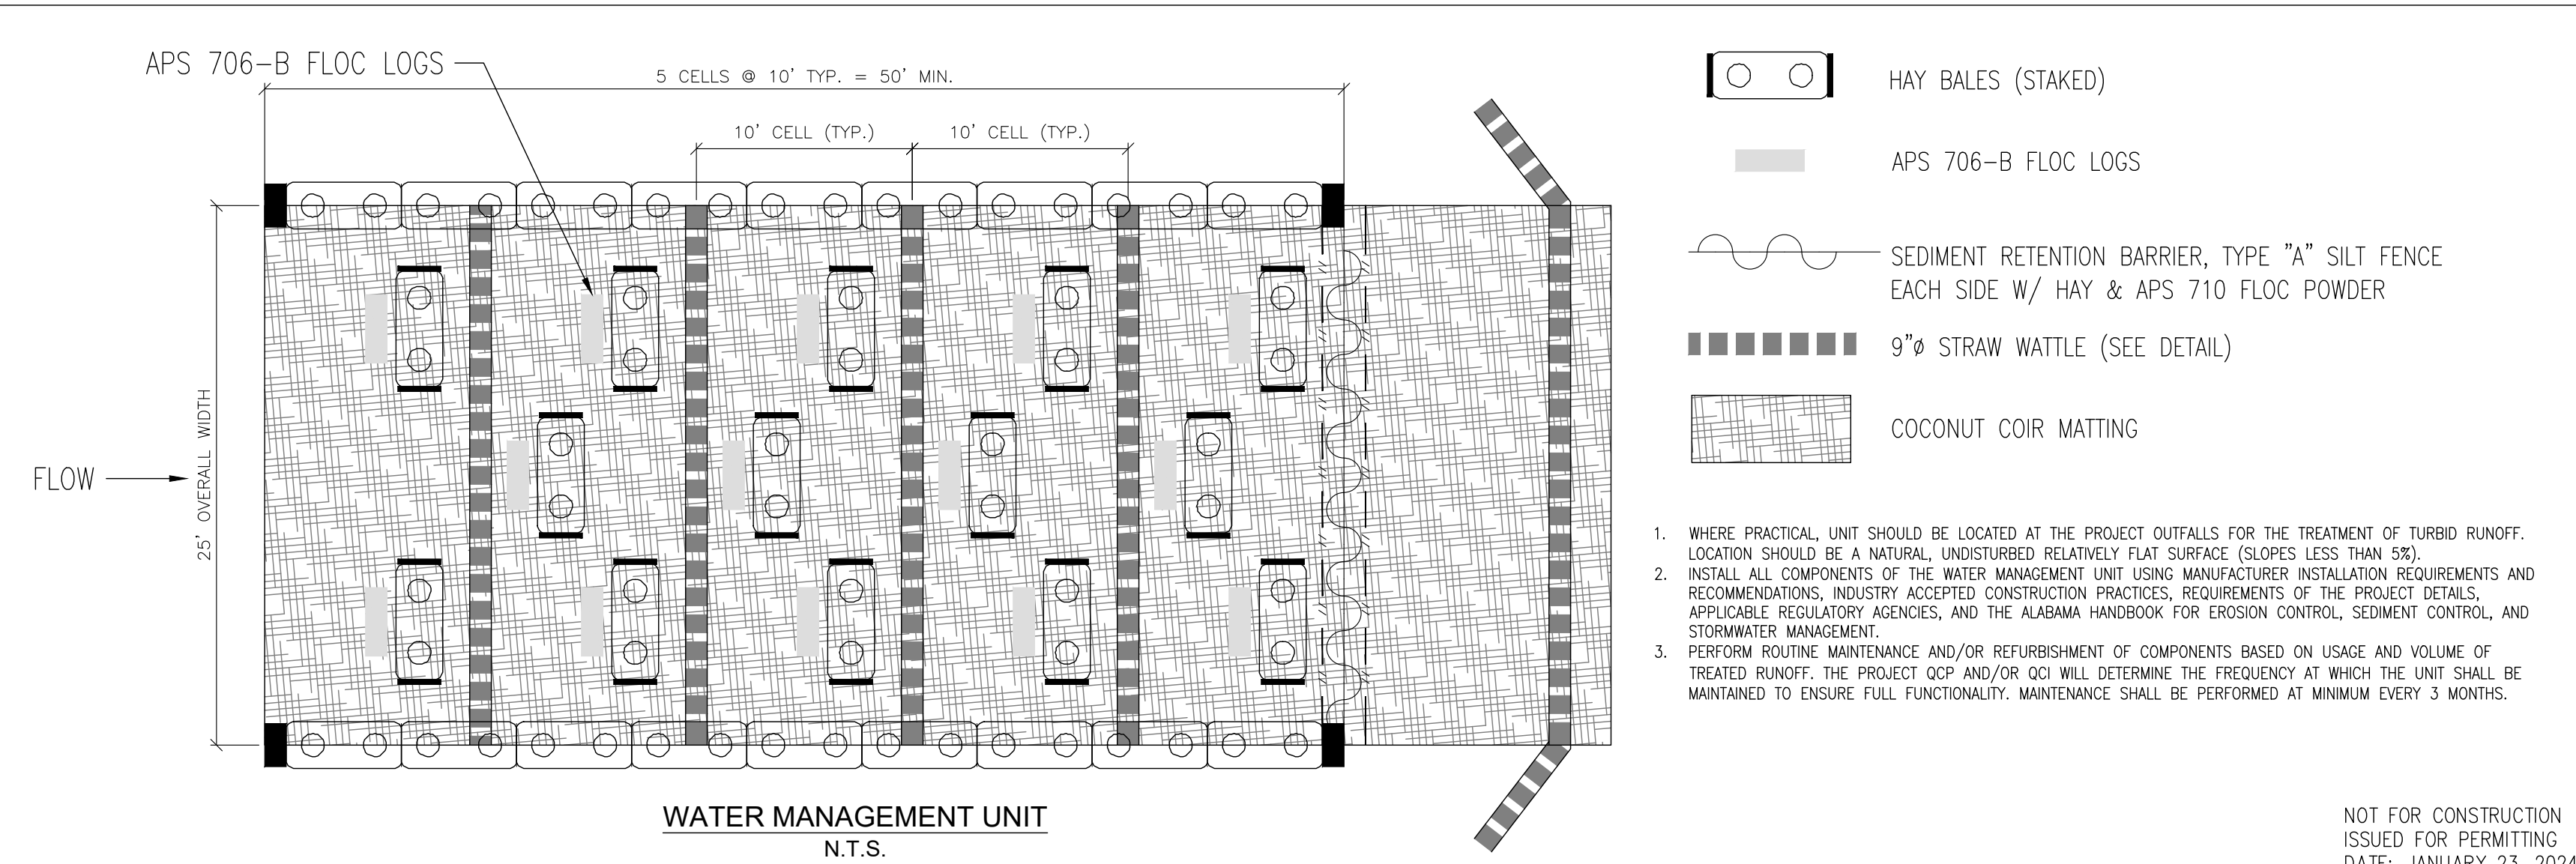 APS 706-B FLOC LOGS
5 CELLS @ 10' TYP. = 50' MIN.
10' CELL (TYP.)
10' CELL (TYP.)
FLOW
25' OVERALL WIDTH
WATER MANAGEMENT UNIT
N.T.S.
HAY BALES (STAKED)
APS 706-B FLOC LOGS
SEDIMENT RETENTION BARRIER, TYPE "A" SILT FENCE
EACH SIDE W/ HAY & APS 710 FLOC POWDER
9"ø STRAW WATTLE (SEE DETAIL)
COCONUT COIR MATTING
1. WHERE PRACTICAL, UNIT SHOULD BE LOCATED AT THE PROJECT OUTFALLS FOR THE TREATMENT OF TURBID RUNOFF.
LOCATION SHOULD BE A NATURAL, UNDISTURBED RELATIVELY FLAT SURFACE (SLOPES LESS THAN 5%).
2. INSTALL ALL COMPONENTS OF THE WATER MANAGEMENT UNIT USING MANUFACTURER INSTALLATION REQUIREMENTS AND
RECOMMENDATIONS, INDUSTRY ACCEPTED CONSTRUCTION PRACTICES, REQUIREMENTS OF THE PROJECT DETAILS,
APPLICABLE REGULATORY AGENCIES, AND THE ALABAMA HANDBOOK FOR EROSION CONTROL, SEDIMENT CONTROL, AND
STORMWATER MANAGEMENT.
3. PERFORM ROUTINE MAINTENANCE AND/OR REFURBISHMENT OF COMPONENTS BASED ON USAGE AND VOLUME OF
TREATED RUNOFF. THE PROJECT QCP AND/OR QCI WILL DETERMINE THE FREQUENCY AT WHICH THE UNIT SHALL BE
MAINTAINED TO ENSURE FULL FUNCTIONALITY. MAINTENANCE SHALL BE PERFORMED AT MINIMUM EVERY 3 MONTHS.
NOT FOR CONSTRUCTION
ISSUED FOR PERMITTING
DATE: JANUARY 23, 2024